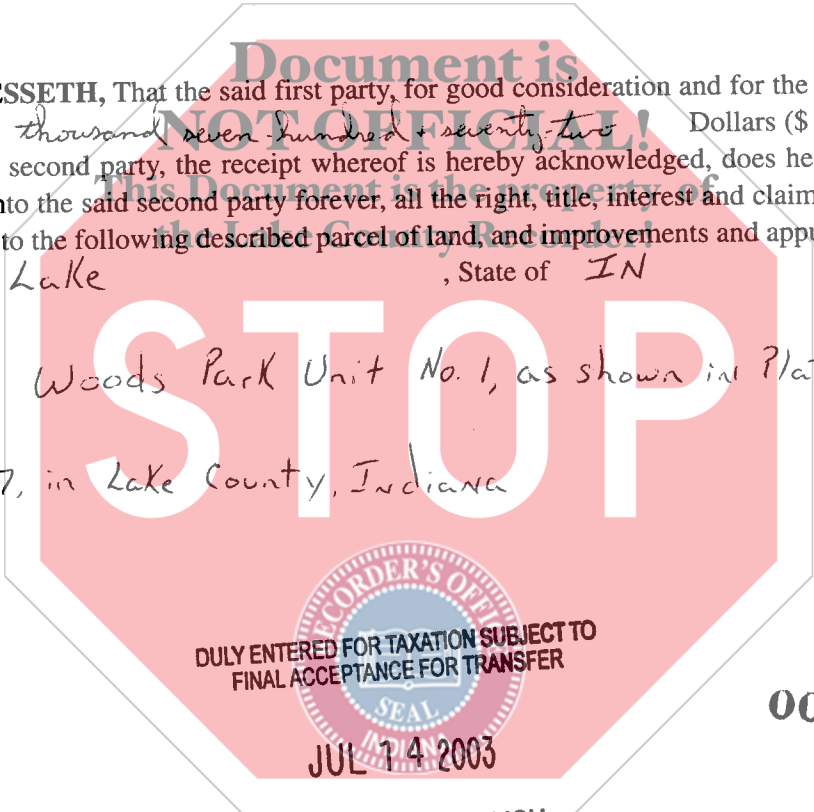 Document is
ESSETH, That the said first party, for good consideration and for the
NOT OFFICIAL!
thousand seven hundred + seventy-two Dollars ($
second party, the receipt whereof is hereby acknowledged, does he
This Document is the property of
nto the said second party forever, all the right, title, interest and claim
the Lake County Recorder!
to the following described parcel of land, and improvements and appu
Lake , State of IN
STOP
Woods Park Unit No. 1, as shown in Plat
7, in Lake County, Indiana
RECORDER'S OFFICE
DULY ENTERED FOR TAXATION SUBJECT TO
FINAL ACCEPTANCE FOR TRANSFER
SEAL
INDIANA
JUL 14 2003